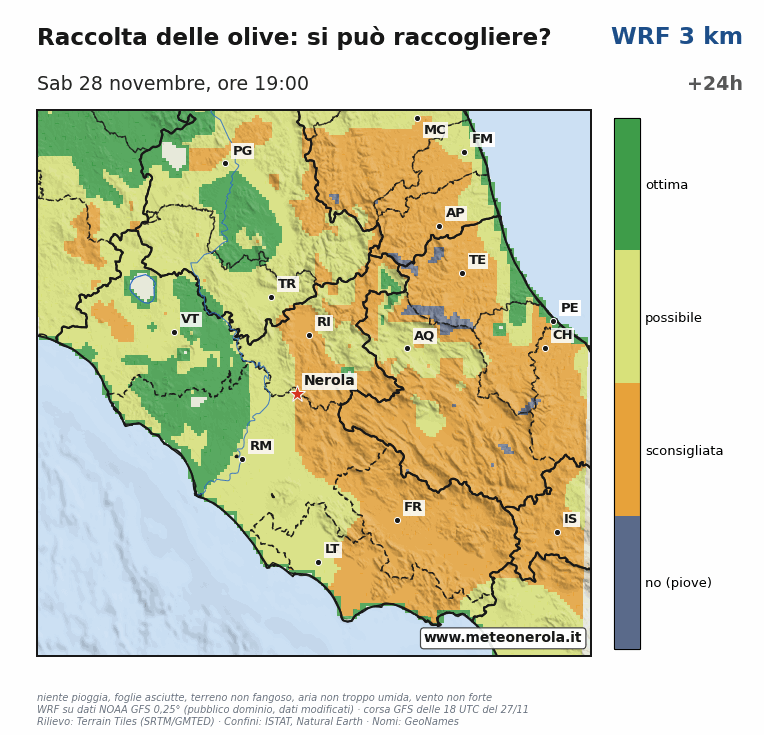 Raccolta delle olive: si può raccogliere?
WRF 3 km
Sab 28 novembre, ore 19:00
+24h
MC
FM
PG
AP
TE
TR
PE
VT
RI
AQ
CH
Nerola
RM
FR
IS
LT
www.meteonerola.it
ottima
possibile
sconsigliata
no (piove)
niente pioggia, foglie asciutte, terreno non fangoso, aria non troppo umida, vento non forte
WRF su dati NOAA GFS 0,25° (pubblico dominio, dati modificati) · corsa GFS delle 18 UTC del 27/11
Rilievo: Terrain Tiles (SRTM/GMTED) · Confini: ISTAT, Natural Earth · Nomi: GeoNames